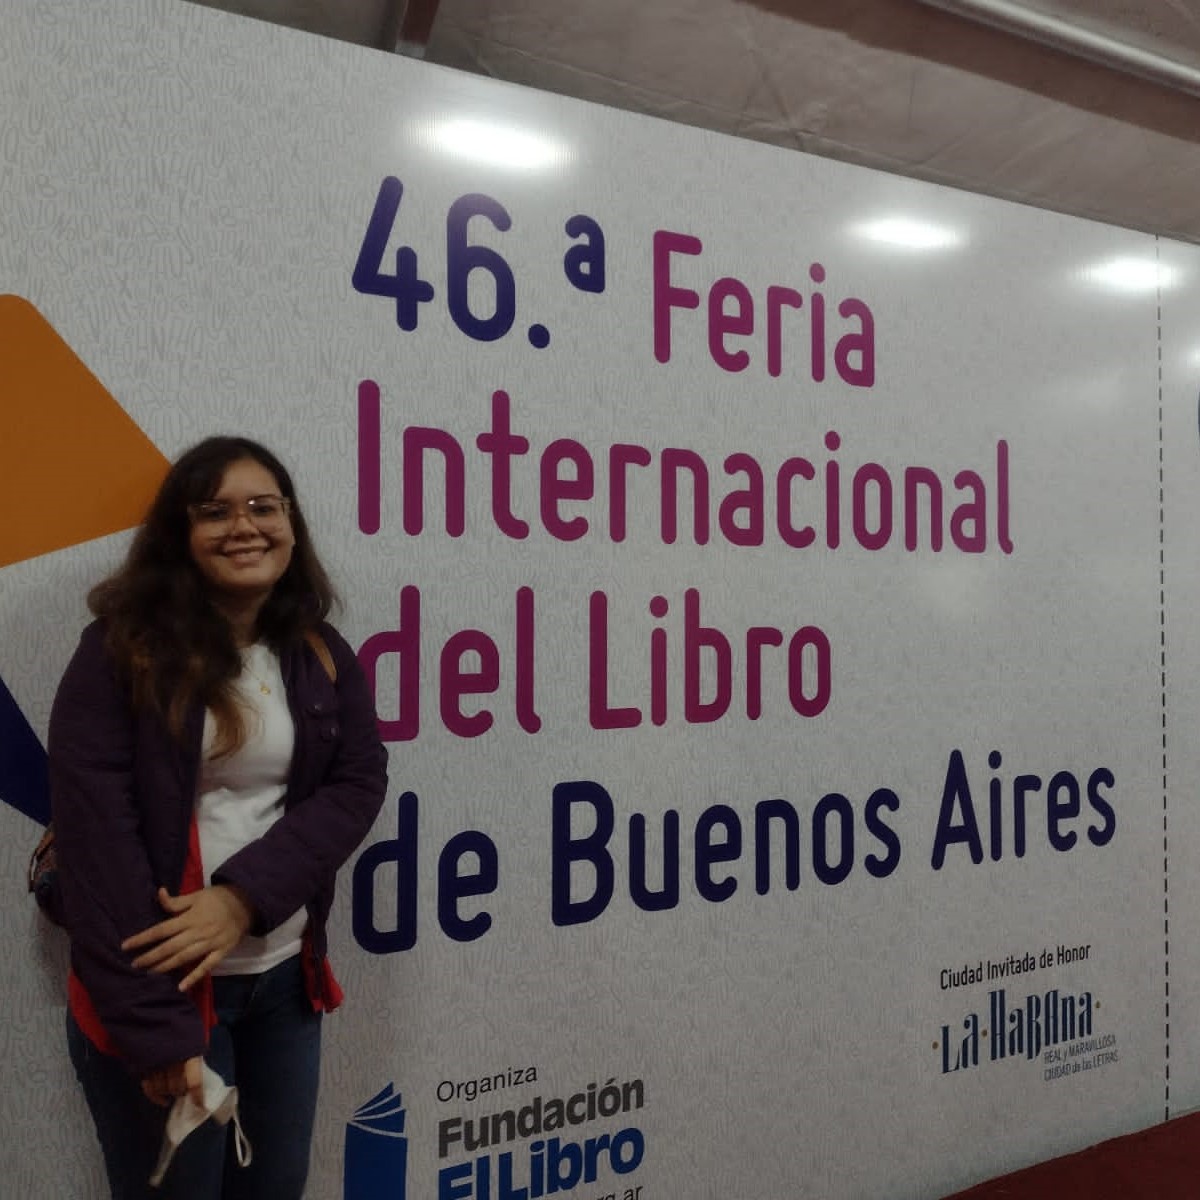 46.ª Feria
Internacional
del Libro
de Buenos Aires
Ciudad Invitada de Honor
LA HABANA
REAL y MARAVILLOSA
CIUDAD de las LETRAS
Organiza
Fundación
El Libro